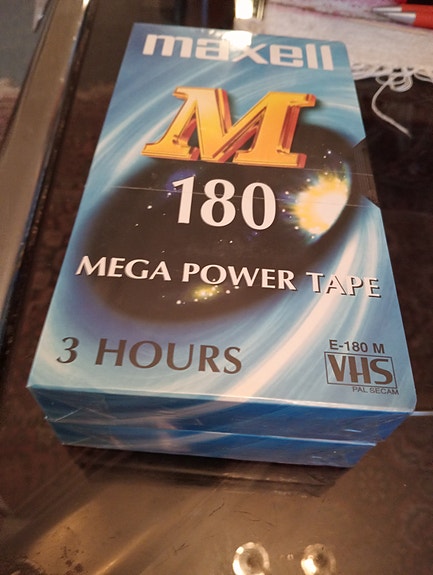 maxell
M
180
MEGA POWER TAPE
3 HOURS
E-180 M
VHS
PAL SECAM